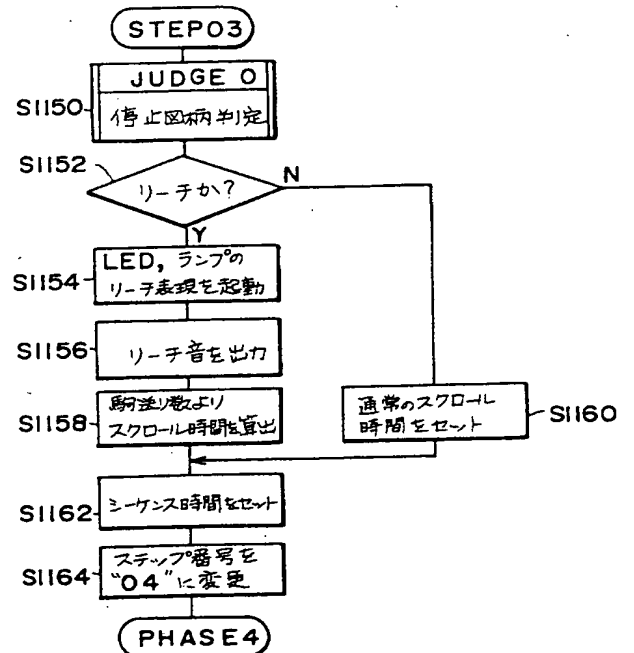 STEP03
JUDGE 0
S1150
停止図柄判定
S1152
リーチか?
N
Y
S1154
LED, ランプの
リーチ表現を起動
S1156
リーチ音を出力
S1158
駒送り数より
スクロール時間を算出
通常のスクロール
時間をセット
S1160
S1162
シーケンス時間をセット
S1164
ステップ番号を
"04"に変更
PHASE4